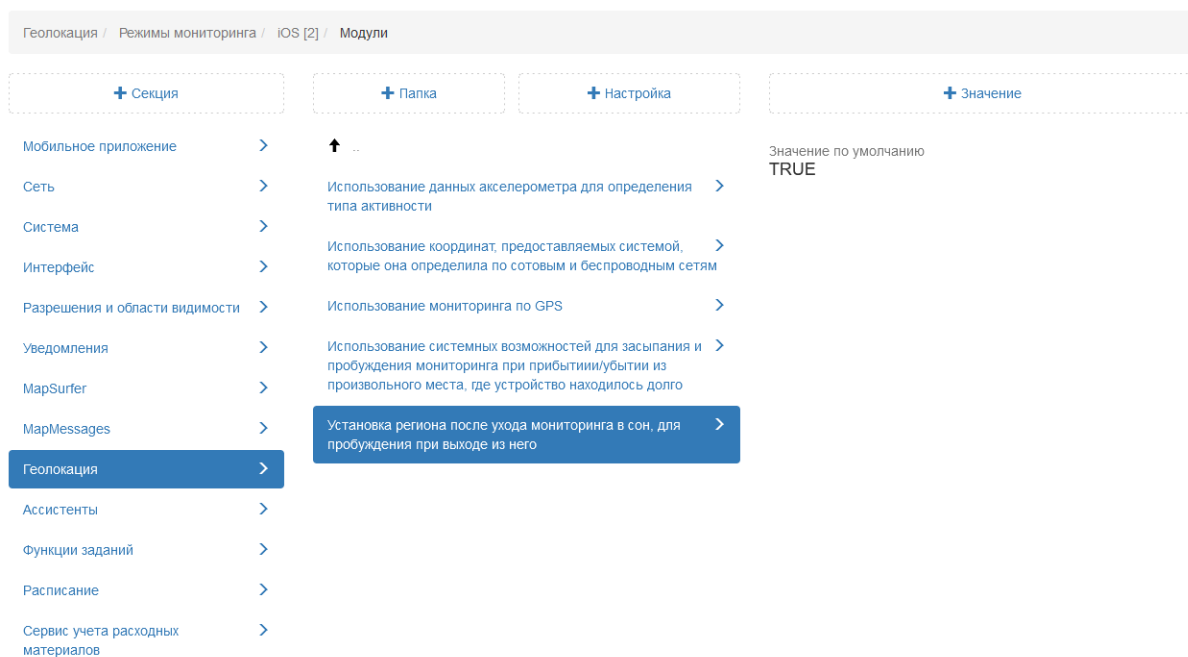 Геолокация / Режимы мониторинга / iOS [2] / Модули
+ Секция
+ Папка
+ Настройка
+ Значение
Мобильное приложение
Сеть
Система
Интерфейс
Разрешения и области видимости
Уведомления
MapSurfer
MapMessages
Геолокация
Ассистенты
Функции заданий
Расписание
Сервис учета расходных
материалов
..
Использование данных акселерометра для определения
типа активности
Использование координат, предоставляемых системой,
которые она определила по сотовым и беспроводным сетям
Использование мониторинга по GPS
Использование системных возможностей для засыпания и
пробуждения мониторинга при прибытиии/убытии из
произвольного места, где устройство находилось долго
Установка региона после ухода мониторинга в сон, для
пробуждения при выходе из него
Значение по умолчанию
TRUE